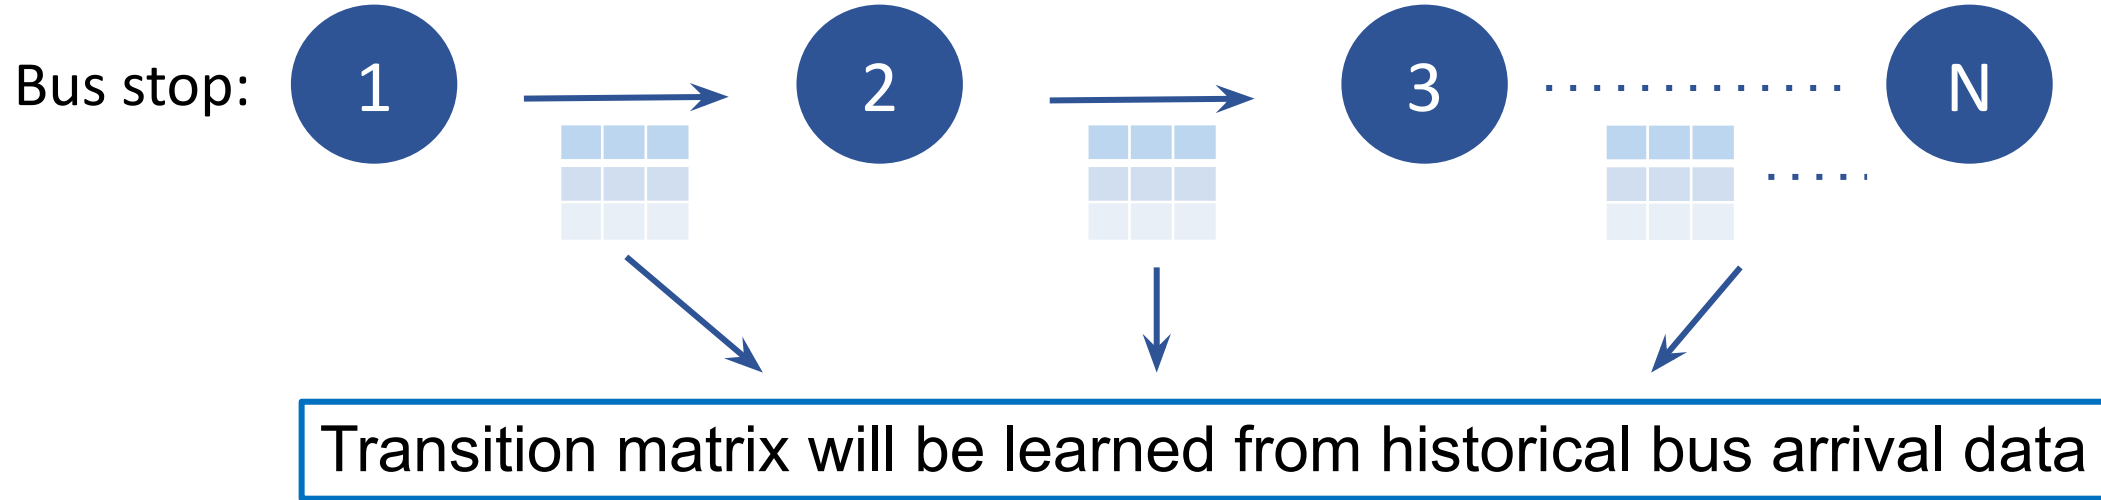 Bus stop: 1 2 3 N
Transition matrix will be learned from historical bus arrival data